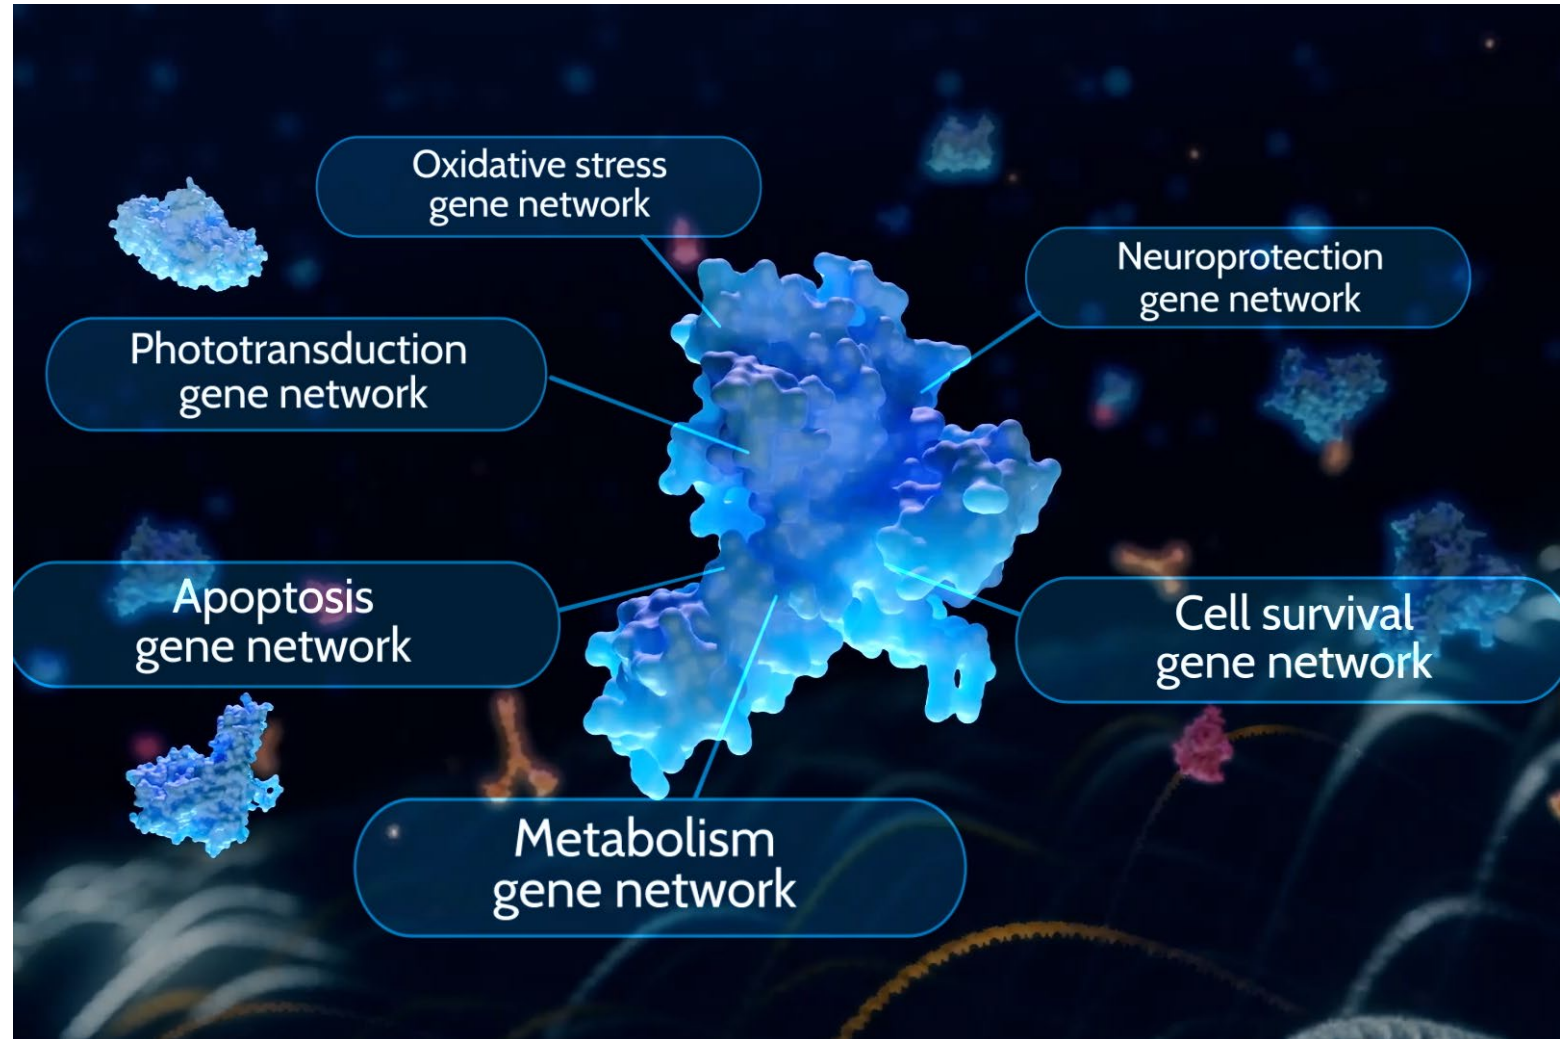 Oxidative stress
gene network
Neuroprotection
gene network
Phototransduction
gene network
Apoptosis
gene network
Cell survival
gene network
Metabolism
gene network